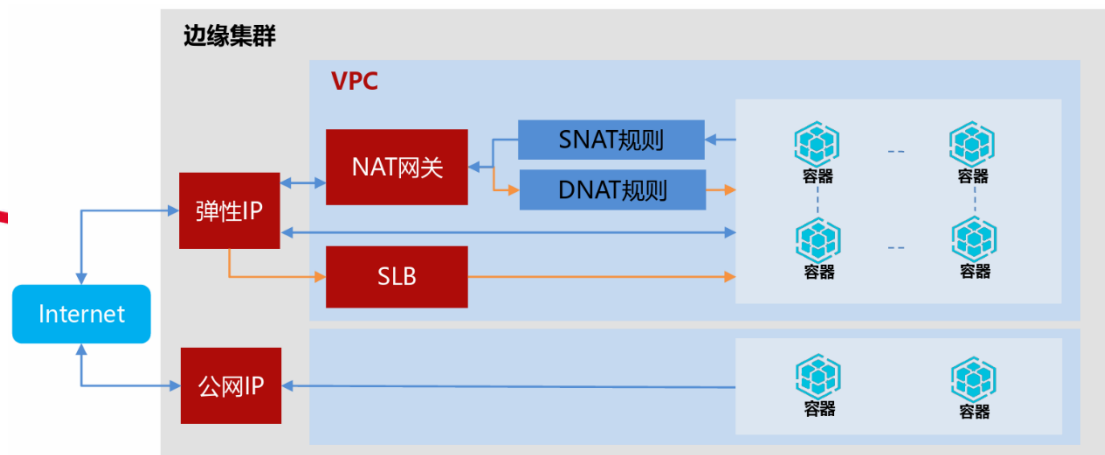 边缘集群
VPC
NAT网关
SNAT规则
DNAT规则
弹性IP
SLB
容器
容器
容器
容器
Internet
公网IP
容器
容器